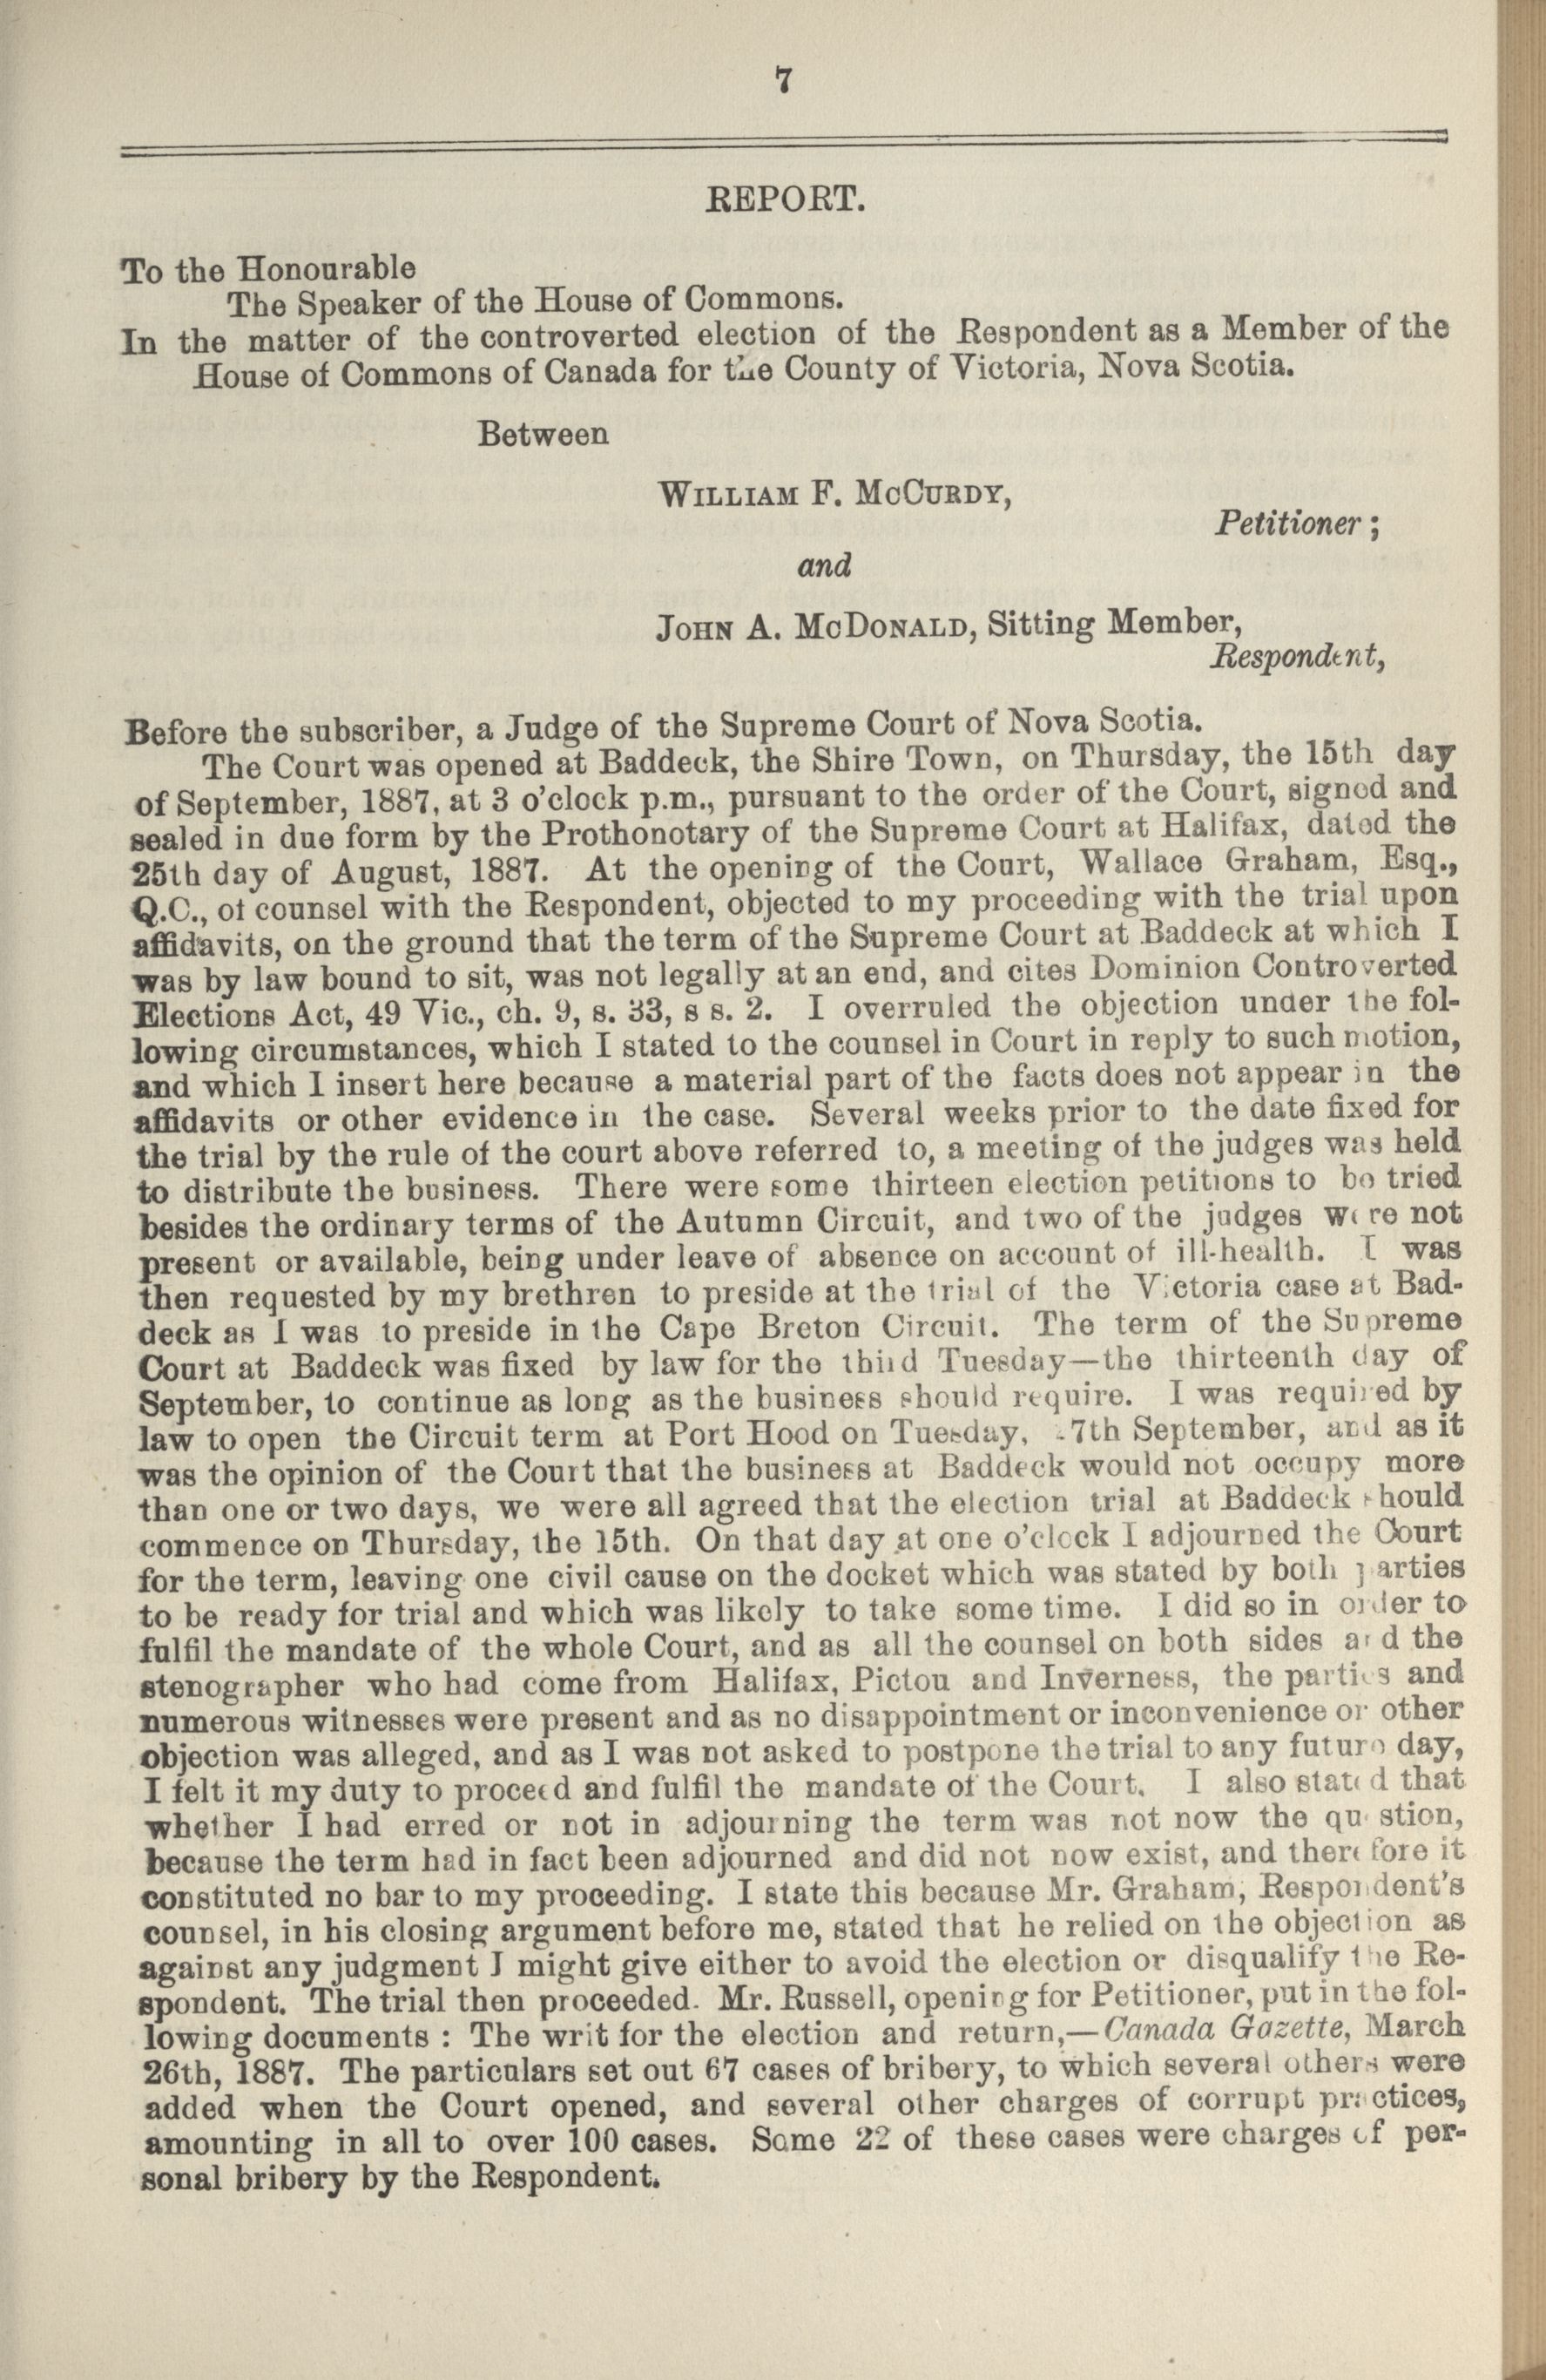 7
REPORT.
To the Honourable
The Speaker of the House of Commons.
In the matter of the controverted election of the Respondent as a Member of the
House of Commons of Canada for the County of Victoria, Nova Scotia.
Between
WILLIAM F. MCCURDY,
Petitioner;
and
JOHN A. MCDONALD, Sitting Member,
Respondent,
Before the subscriber, a Judge of the Supreme Court of Nova Scotia.
The Court was opened at Baddeck, the Shire Town, on Thursday, the 15th day
of September, 1887, at 3 o'clock p.m., pursuant to the order of the Court, signed and
sealed in due form by the Prothonotary of the Supreme Court at Halifax, dated the
25th day of August, 1887. At the opening of the Court, Wallace Graham, Esq.,
Q.C., of counsel with the Respondent, objected to my proceeding with the trial upon
affidavits, on the ground that the term of the Supreme Court at Baddeck at which I
was by law bound to sit, was not legally at an end, and cites Dominion Controverted
Elections Act, 49 Vic., ch. 9, s. 33, s s. 2. I overruled the objection under the fol-
lowing circumstances, which I stated to the counsel in Court in reply to such motion,
and which I insert here because a material part of the facts does not appear in the
affidavits or other evidence in the case. Several weeks prior to the date fixed for
the trial by the rule of the court above referred to, a meeting of the judges was held
to distribute the business. There were some thirteen election petitions to be tried
besides the ordinary terms of the Autumn Circuit, and two of the judges were not
present or available, being under leave of absence on account of ill-health. I was
then requested by my brethren to preside at the trial of the Victoria case at Bad-
deck as I was to preside in the Cape Breton Circuit. The term of the Supreme
Court at Baddeck was fixed by law for the third Tuesday—the thirteenth day of
September, to continue as long as the business should require. I was required by
law to open the Circuit term at Port Hood on Tuesday, 7th September, and as it
was the opinion of the Court that the business at Baddeck would not occupy more
than one or two days, we were all agreed that the election trial at Baddeck should
commence on Thursday, the 15th. On that day at one o'clock I adjourned the Court
for the term, leaving one civil cause on the docket which was stated by both parties
to be ready for trial and which was likely to take some time. I did so in order to
fulfil the mandate of the whole Court, and as all the counsel on both sides and the
stenographer who had come from Halifax, Pictou and Inverness, the parties and
numerous witnesses were present and as no disappointment or inconvenience or other
objection was alleged, and as I was not asked to postpone the trial to any future day,
I felt it my duty to proceed and fulfil the mandate of the Court. I also stated that
whether I had erred or not in adjourning the term was not now the question,
because the term had in fact been adjourned and did not now exist, and therefore it
constituted no bar to my proceeding. I state this because Mr. Graham, Respondent's
counsel, in his closing argument before me, stated that he relied on the objection as
against any judgment I might give either to avoid the election or disqualify the Re-
spondent. The trial then proceeded. Mr. Russell, opening for Petitioner, put in the fol-
lowing documents: The writ for the election and return,—Canada Gazette, March
26th, 1887. The particulars set out 67 cases of bribery, to which several others were
added when the Court opened, and several other charges of corrupt practices,
amounting in all to over 100 cases. Some 22 of these cases were charges of per-
sonal bribery by the Respondent.